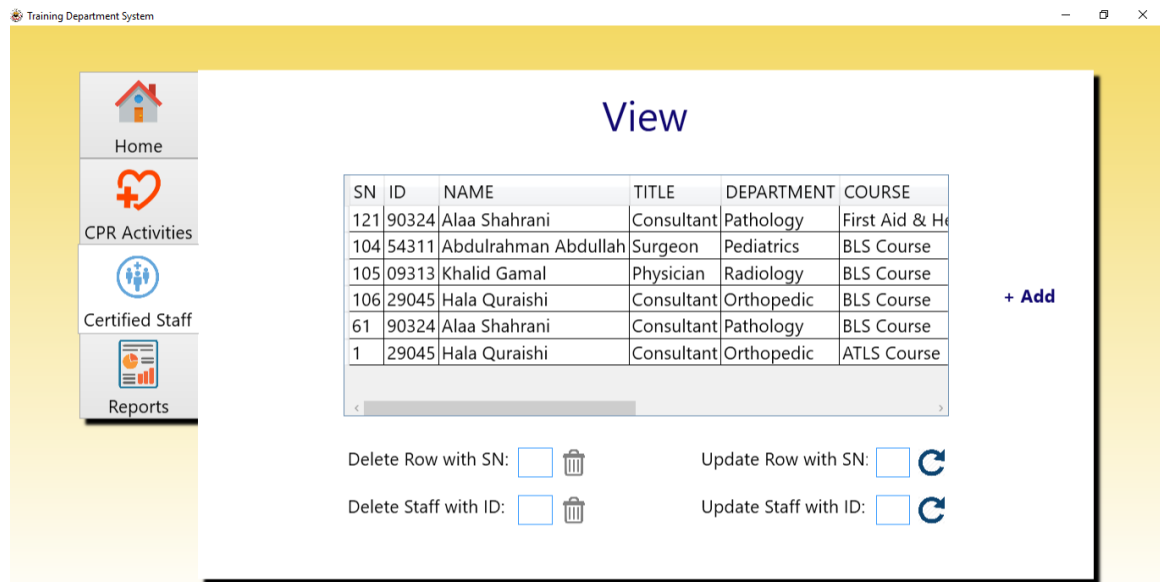 Training Department System
Home
CPR Activities
Certified Staff
Reports
View
SN ID NAME TITLE DEPARTMENT COURSE
121 90324 Alaa Shahrani Consultant Pathology First Aid &
104 54311 Abdulrahman Abdullah Surgeon Pediatrics BLS Course
105 09313 Khalid Gamal Physician Radiology BLS Course
106 29045 Hala Quraishi Consultant Orthopedic BLS Course
61 90324 Alaa Shahrani Consultant Pathology BLS Course
1 29045 Hala Quraishi Consultant Orthopedic ATLS Course
+ Add
Delete Row with SN: Update Row with SN:
Delete Staff with ID: Update Staff with ID: